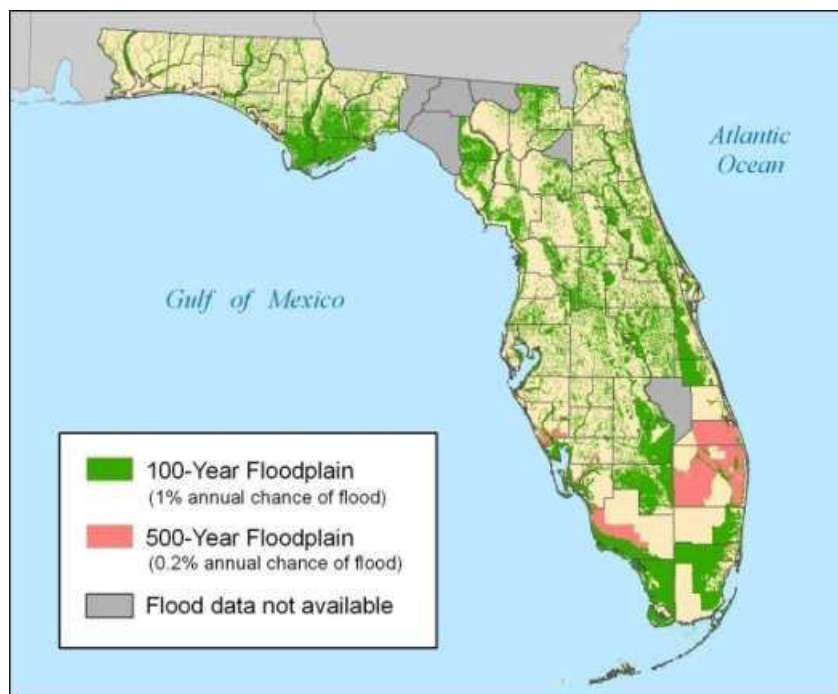 Atlantic
Ocean
Gulf of Mexico
100-Year Floodplain
(1% annual chance of flood)
500-Year Floodplain
(0.2% annual chance of flood)
Flood data not available